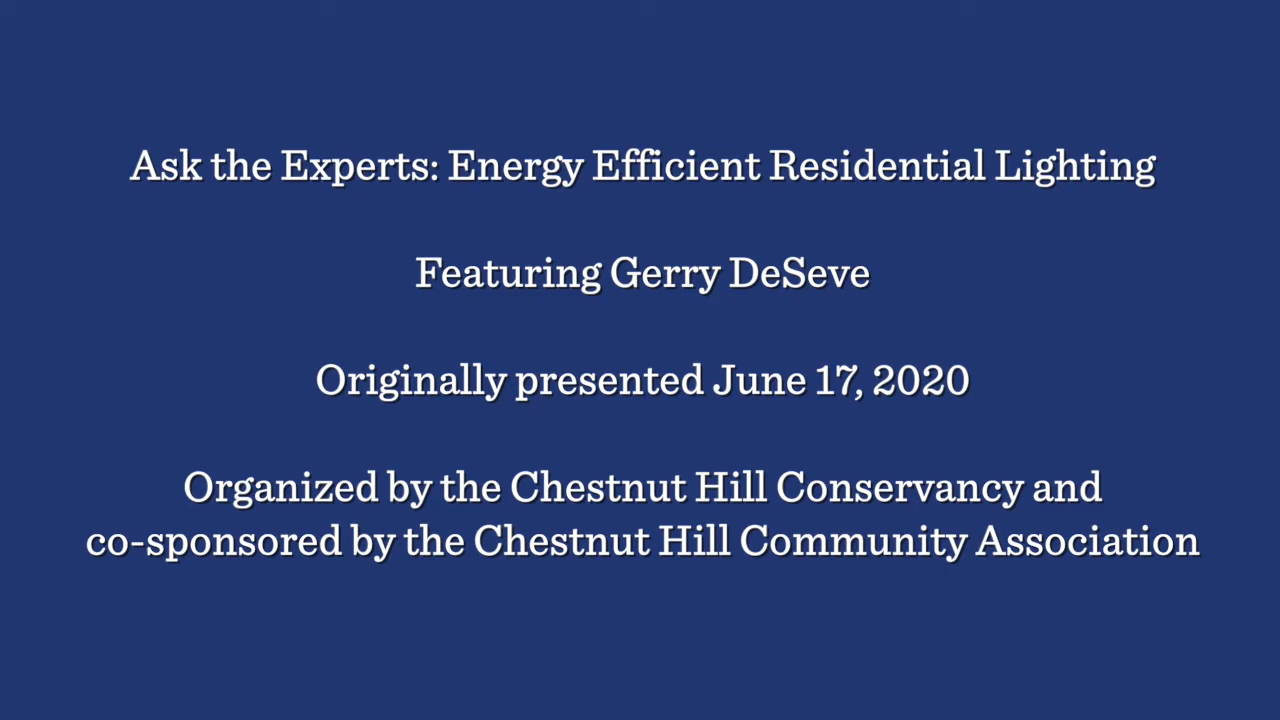 Ask the Experts: Energy Efficient Residential Lighting
Featuring Gerry DeSeve
Originally presented June 17, 2020
Organized by the Chestnut Hill Conservancy and
co-sponsored by the Chestnut Hill Community Association